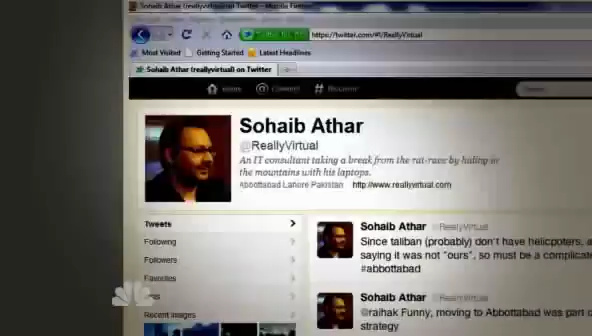 Sohaib Athar (reallyvirtual) on Twitter - Mozilla Firefox
https://twitter.com/#!/ReallyVirtual
Most Visited Getting Started Latest Headlines
Sohaib Athar (reallyvirtual) on Twitter
Home @ Connect # Discover Search
Sohaib Athar
@ReallyVirtual
An IT consultant taking a break from the rat-race by hiding in
the mountains with his laptops.
Abbottabad Lahore Pakistan http://www.reallyvirtual.com
Tweets
Following
Followers
Favorites
Recent images
Sohaib Athar @ReallyVirtual
Since taliban (probably) don't have helicpoters, a
saying it was not "ours", so must be a complicate
#abbottabad
Sohaib Athar @ReallyVirtual
@raihak Funny, moving to Abbottabad was part o
strategy